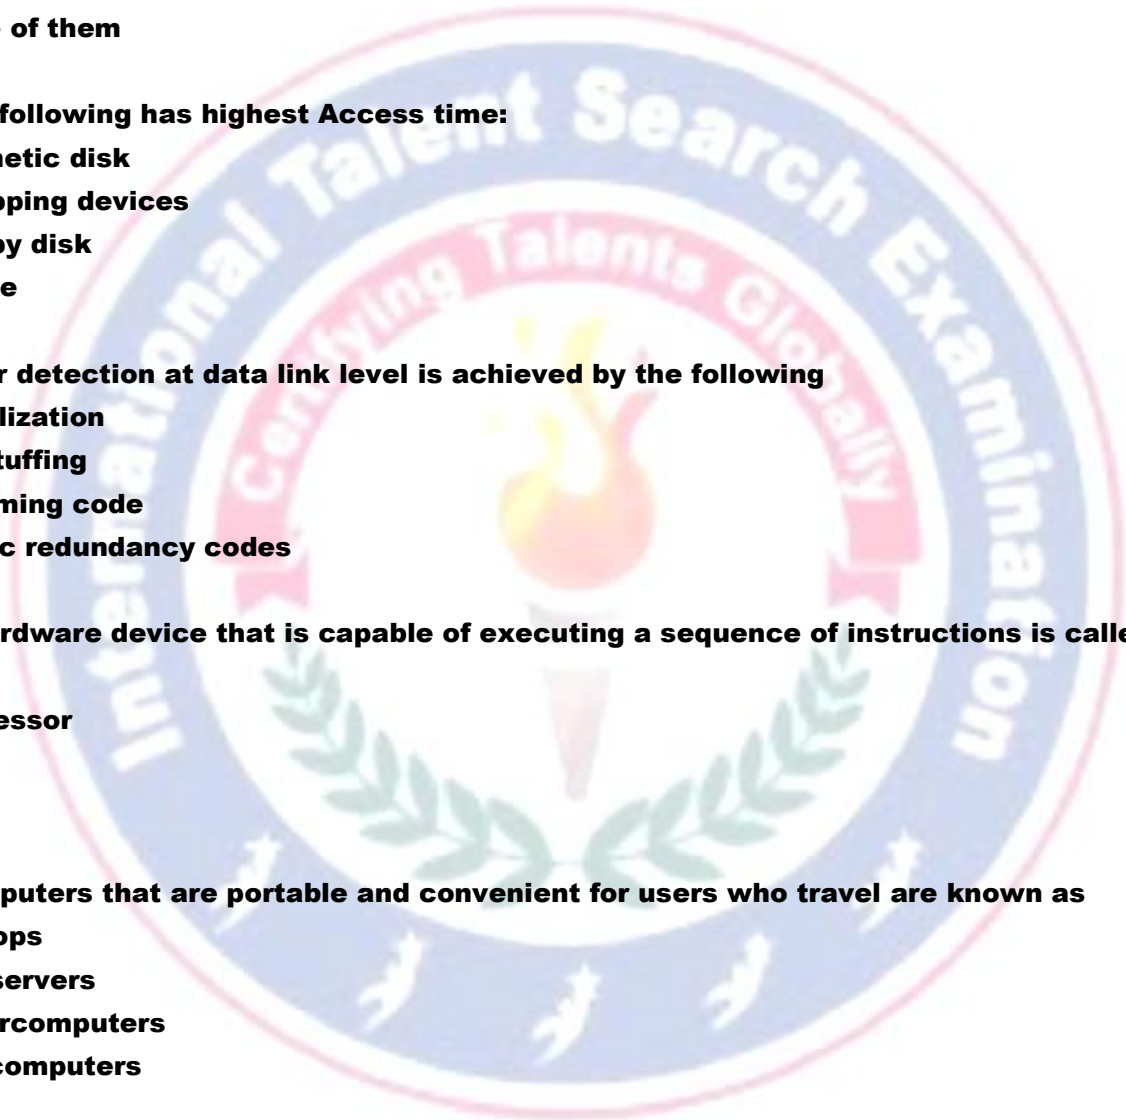 of them
following has highest Access time:
netic disk
pping devices
py disk
e
r detection at data link level is achieved by the following
lization
tuffing
ming code
c redundancy codes
rdware device that is capable of executing a sequence of instructions is calle
essor
puters that are portable and convenient for users who travel are known as
ops
servers
rcomputers
computers
International Talent Search Examination
Certifying Talents Globally